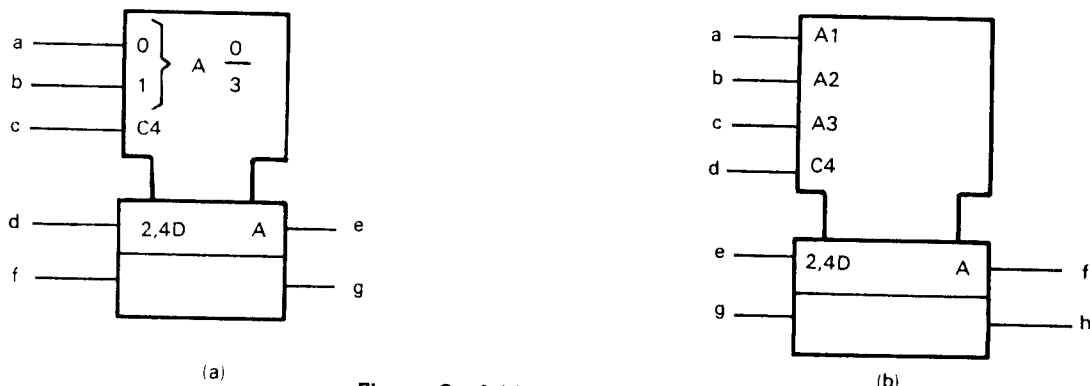 a 0
b 1
A 0/3
c C4
d 2,4D A e
f g
(a)
a A1
b A2
c A3
d C4
e 2,4D A f
g h
(b)